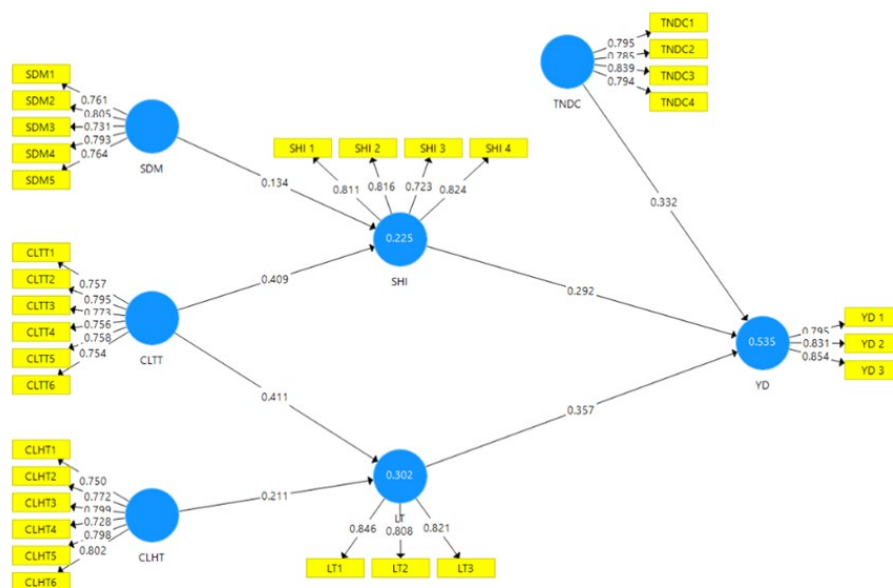 TNDC1
TNDC2
TNDC3
TNDC4
0.795
0.785
0.839
0.794
TNDC
SDM1
SDM2
SDM3
SDM4
SDM5
0.761
0.805
0.731
0.793
0.764
SDM
SHI 1
SHI 2
SHI 3
SHI 4
0.811
0.816
0.723
0.824
0.134
0.332
0.225
SHI
CLTT1
CLTT2
CLTT3
CLTT4
CLTT5
CLTT6
0.757
0.795
0.773
0.756
0.758
0.754
CLTT
0.409
0.292
YD 1
YD 2
YD 3
0.795
0.831
0.854
0.535
YD
0.411
0.357
CLHT1
CLHT2
CLHT3
CLHT4
CLHT5
CLHT6
0.750
0.772
0.799
0.728
0.798
0.802
CLHT
0.211
0.302
LT
0.846
0.808
0.821
LT1
LT2
LT3